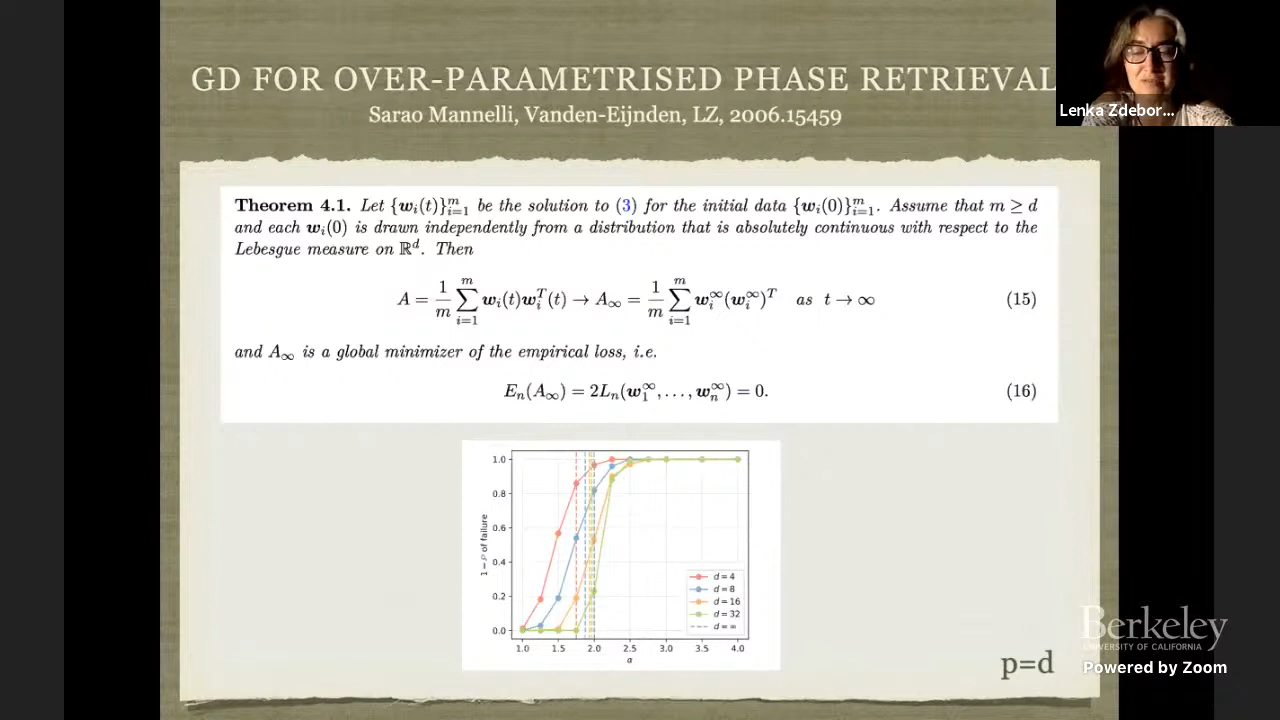 GD FOR OVER-PARAMETRISED PHASE RETRIEVAL
Sarao Mannelli, Vanden-Eijnden, LZ, 2006.15459
Lenka Zdebor...
Theorem 4.1. Let {w_i(t)}_{i=1}^m be the solution to (3) for the initial data {w_i(0)}_{i=1}^m. Assume that m ≥ d
and each w_i(0) is drawn independently from a distribution that is absolutely continuous with respect to the
Lebesgue measure on ℝ^d. Then
A = 1/m ∑_{i=1}^m w_i(t)w_i^T(t) → A_∞ = 1/m ∑_{i=1}^m w_i^∞(w_i^∞)^T as t → ∞ (15)
and A_∞ is a global minimizer of the empirical loss, i.e.
E_n(A_∞) = 2L_n(w_1^∞, . . . , w_n^∞) = 0. (16)
1.0
0.8
0.6
0.4
0.2
0.0
1 − P of failure
d = 4
d = 8
d = 16
d = 32
d = ∞
1.0 1.5 2.0 2.5 3.0 3.5 4.0
α
p=d
Berkeley
UNIVERSITY OF CALIFORNIA
Powered by Zoom